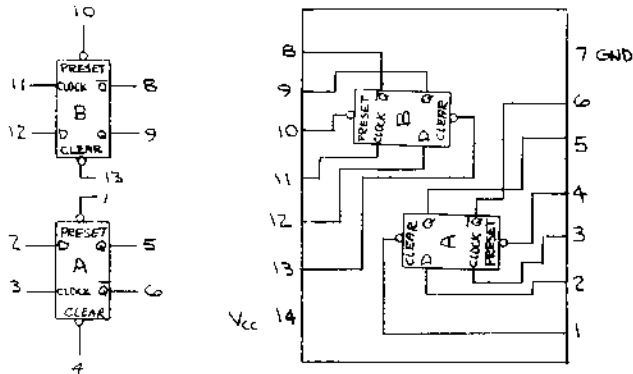 10
PRESET
11 CLOCK Q 8
B
12 D Q 9
CLEAR
13
1
PRESET
2 D Q 5
A
3 CLOCK Q 6
CLEAR
4
8
9
10
11
12
13
VCC 14
7 GND
6
5
4
3
2
1
Q Q
PRESET B CLEAR
CLOCK D
Q Q
CLEAR A PRESET
D CLOCK